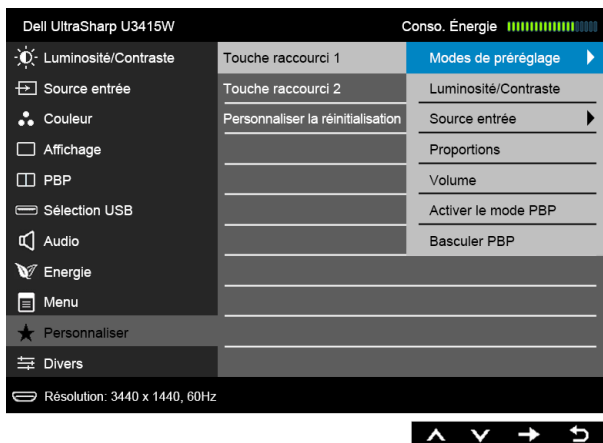 Dell UltraSharp U3415W
Conso. Énergie
Luminosité/Contraste
Source entrée
Couleur
Affichage
PBP
Sélection USB
Audio
Energie
Menu
Personnaliser
Divers
Touche raccourci 1
Touche raccourci 2
Personnaliser la réinitialisation
Modes de préréglage
Luminosité/Contraste
Source entrée
Proportions
Volume
Activer le mode PBP
Basculer PBP
Résolution: 3440 x 1440, 60Hz